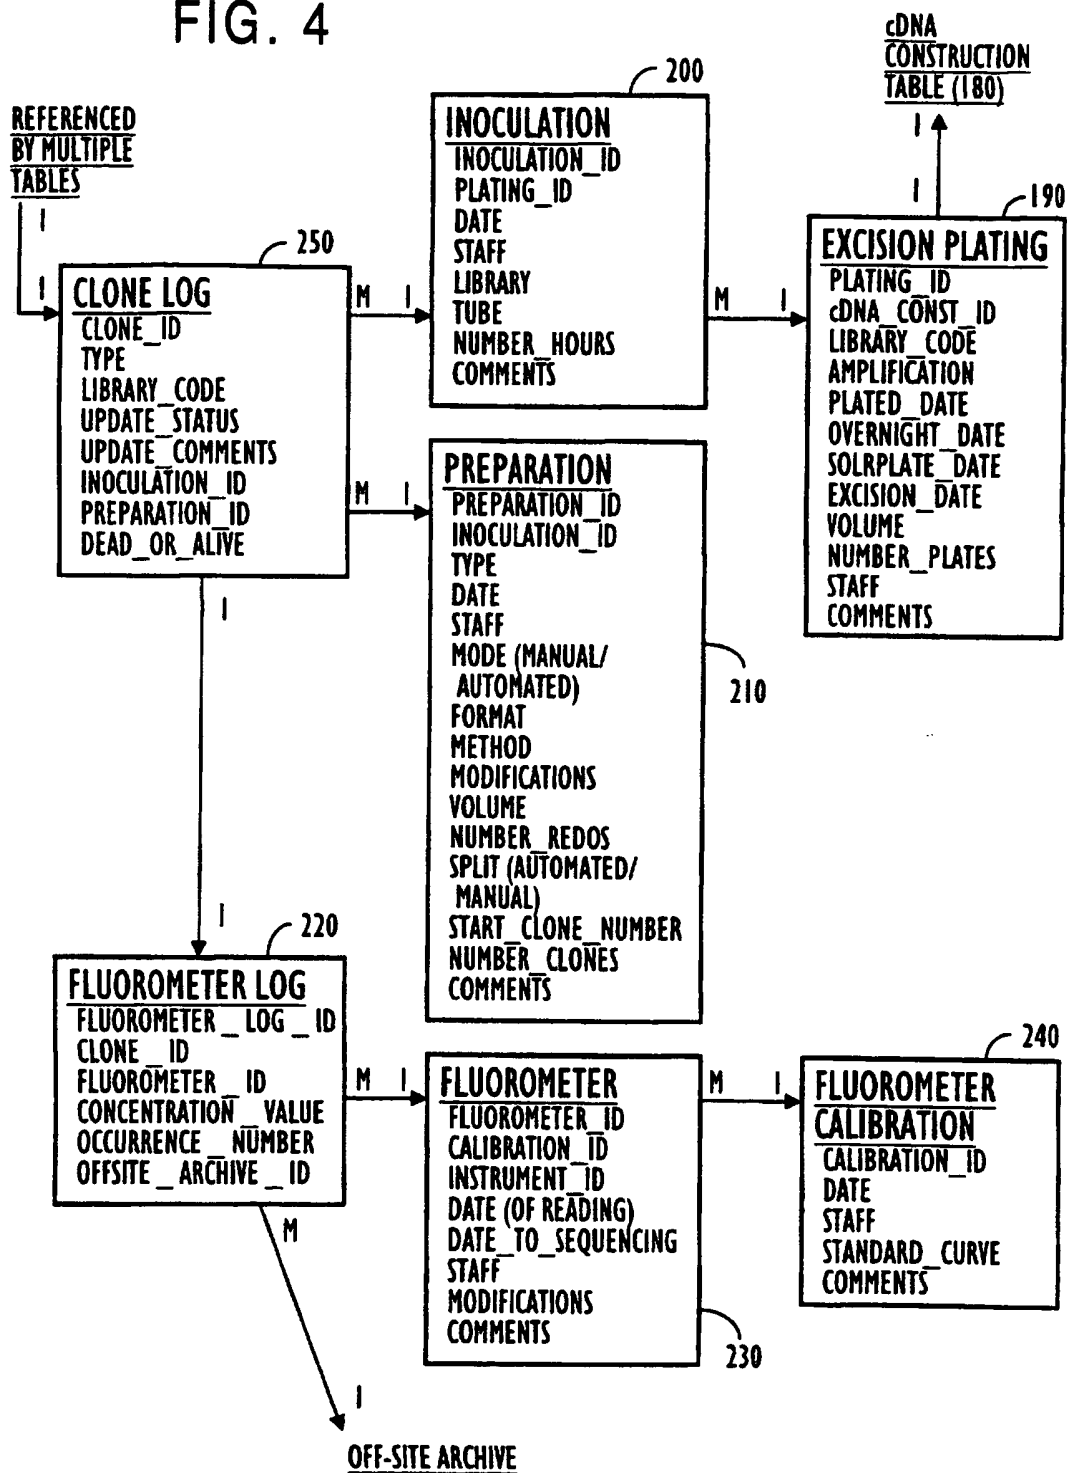 FIG. 4
REFERENCED
BY MULTIPLE
TABLES
1
1
250
CLONE LOG
CLONE_ID
TYPE
LIBRARY_CODE
UPDATE_STATUS
UPDATE_COMMENTS
INOCULATION_ID
PREPARATION_ID
DEAD_OR_ALIVE
M 1
M 1
1
1
200
INOCULATION
INOCULATION_ID
PLATING_ID
DATE
STAFF
LIBRARY
TUBE
NUMBER_HOURS
COMMENTS
M 1
cDNA
CONSTRUCTION
TABLE (180)
1
1
190
EXCISION PLATING
PLATING_ID
cDNA_CONST_ID
LIBRARY_CODE
AMPLIFICATION
PLATED_DATE
OVERNIGHT_DATE
SOLRPLATE_DATE
EXCISION_DATE
VOLUME
NUMBER_PLATES
STAFF
COMMENTS
PREPARATION
PREPARATION_ID
INOCULATION_ID
TYPE
DATE
STAFF
MODE (MANUAL/
AUTOMATED)
FORMAT
METHOD
MODIFICATIONS
VOLUME
NUMBER_REDOS
SPLIT (AUTOMATED/
MANUAL)
START_CLONE_NUMBER
NUMBER_CLONES
COMMENTS
210
220
FLUOROMETER LOG
FLUOROMETER_LOG_ID
CLONE_ID
FLUOROMETER_ID
CONCENTRATION_VALUE
OCCURRENCE_NUMBER
OFFSITE_ARCHIVE_ID
M 1
M
1
OFF-SITE ARCHIVE
FLUOROMETER
FLUOROMETER_ID
CALIBRATION_ID
INSTRUMENT_ID
DATE (OF READING)
DATE_TO_SEQUENCING
STAFF
MODIFICATIONS
COMMENTS
230
M 1
240
FLUOROMETER
CALIBRATION
CALIBRATION_ID
DATE
STAFF
STANDARD_CURVE
COMMENTS